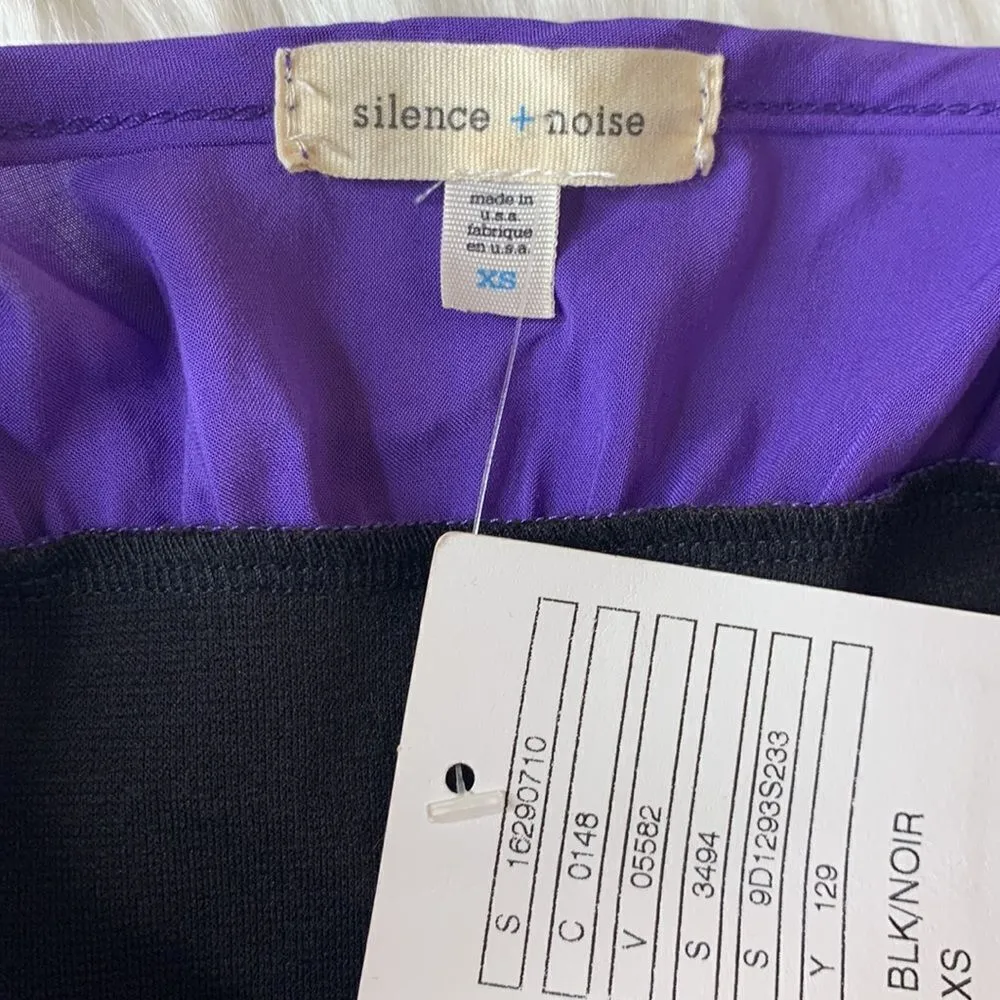 silence + noise
made in
u.s.a.
fabrique
en u.s.a.
XS
S 16290710
C 0148
V 05582
S 3494
S 9D1293S233
Y 129
BLK/NOIR
XS